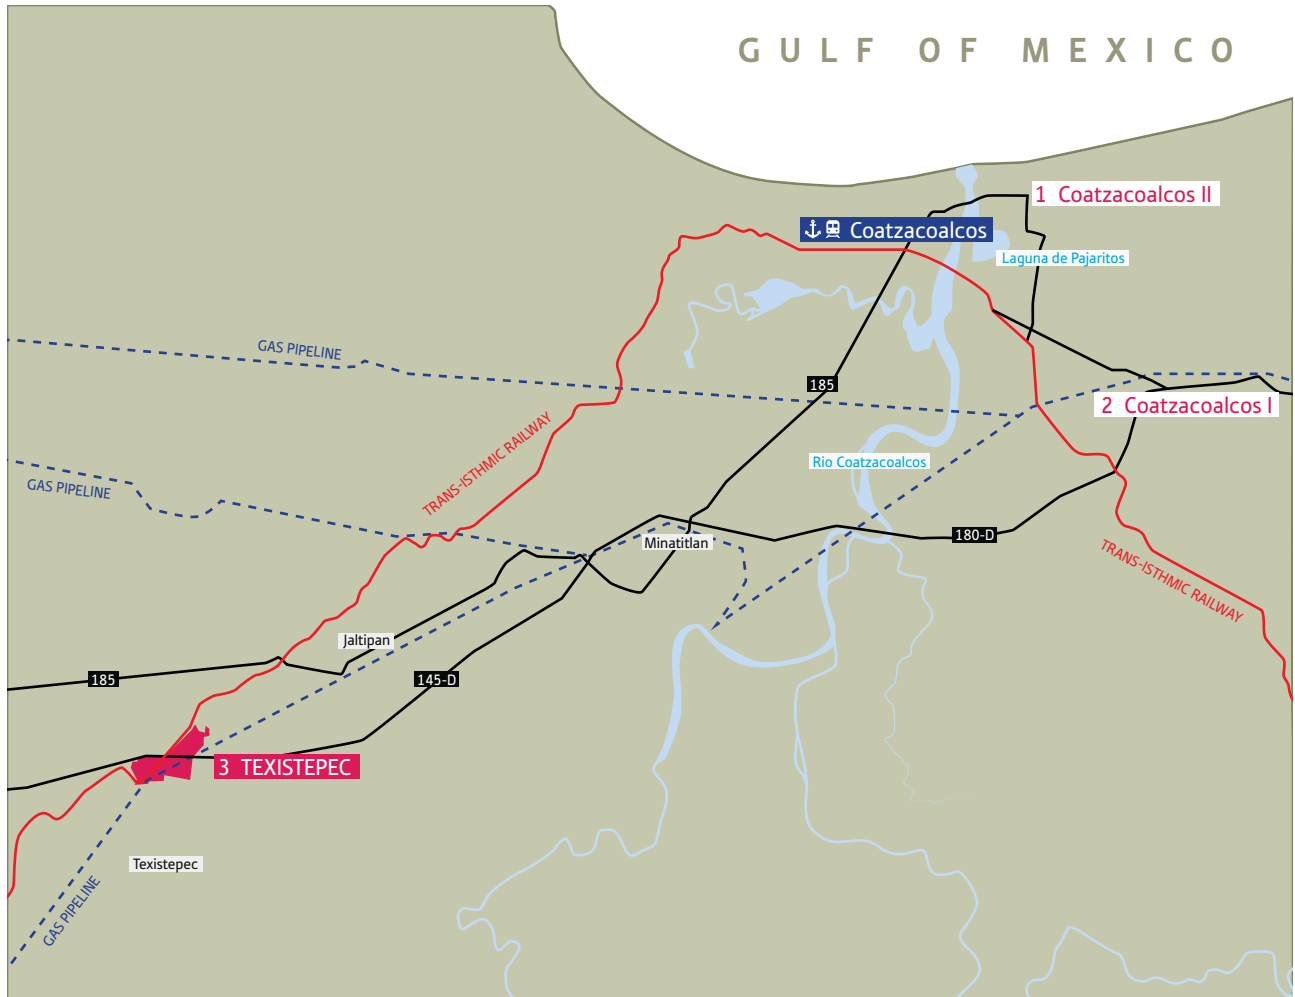 GULF OF MEXICO
1 Coatzacoalcos II
Coatzacoalcos
Laguna de Pajaritos
GAS PIPELINE
185
2 Coatzacoalcos I
TRANS-ISTHMIC RAILWAY
Rio Coatzacoalcos
GAS PIPELINE
180-D
Minatitlan
TRANS-ISTHMIC RAILWAY
Jaltipan
185
145-D
3 TEXISTEPEC
Texistepec
GAS PIPELINE